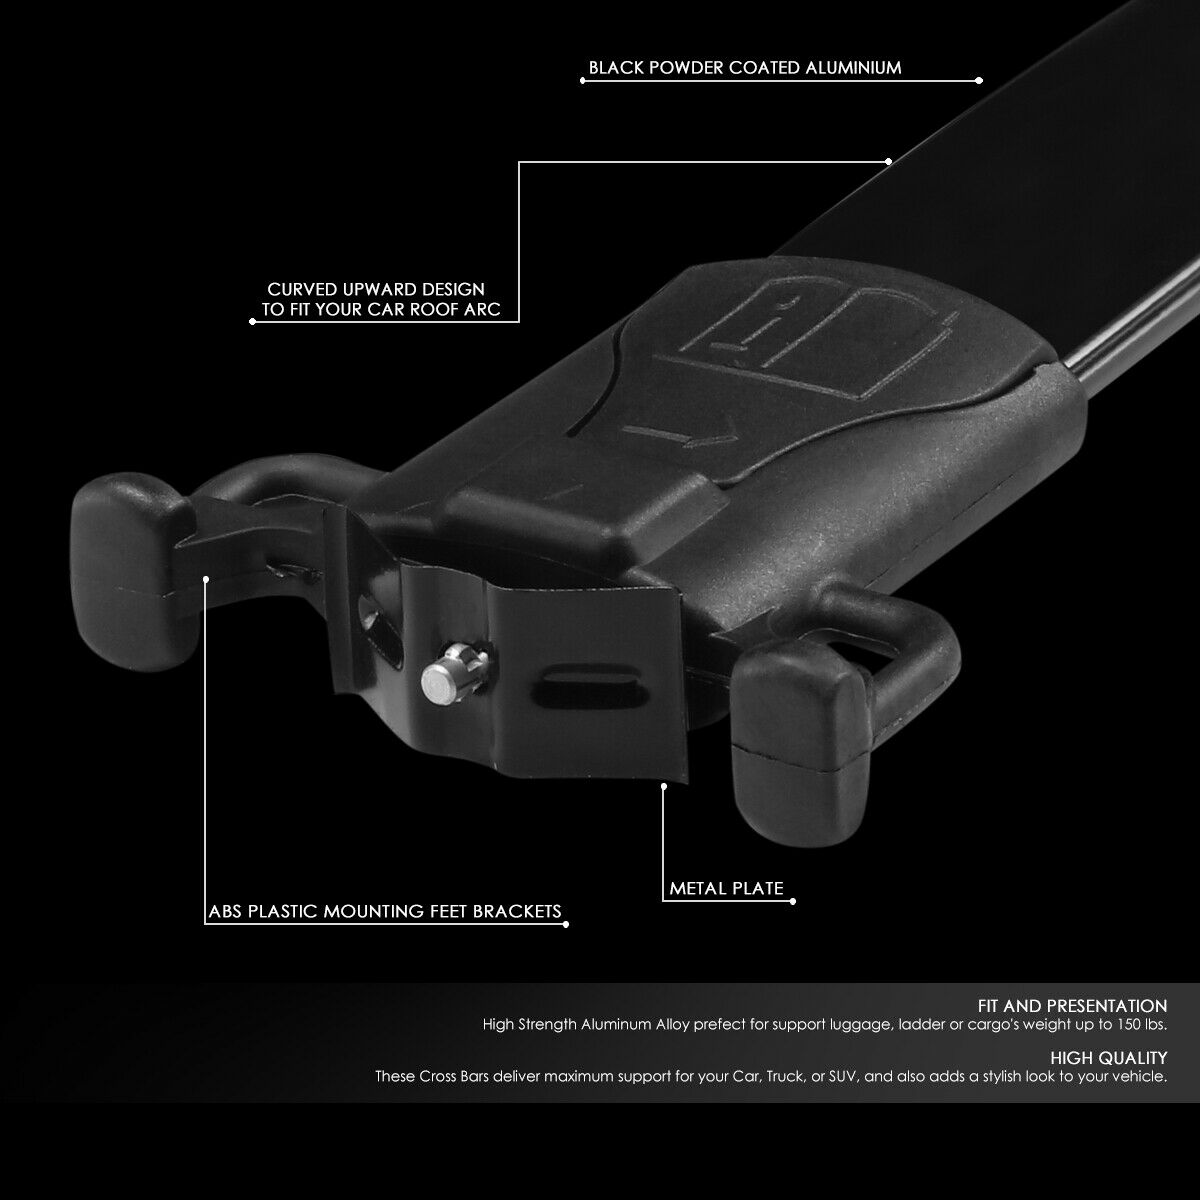 BLACK POWDER COATED ALUMINIUM
CURVED UPWARD DESIGN
TO FIT YOUR CAR ROOF ARC
METAL PLATE
ABS PLASTIC MOUNTING FEET BRACKETS
FIT AND PRESENTATION
High Strength Aluminum Alloy prefect for support luggage, ladder or cargo's weight up to 150 lbs.
HIGH QUALITY
These Cross Bars deliver maximum support for your Car, Truck, or SUV, and also adds a stylish look to your vehicle.